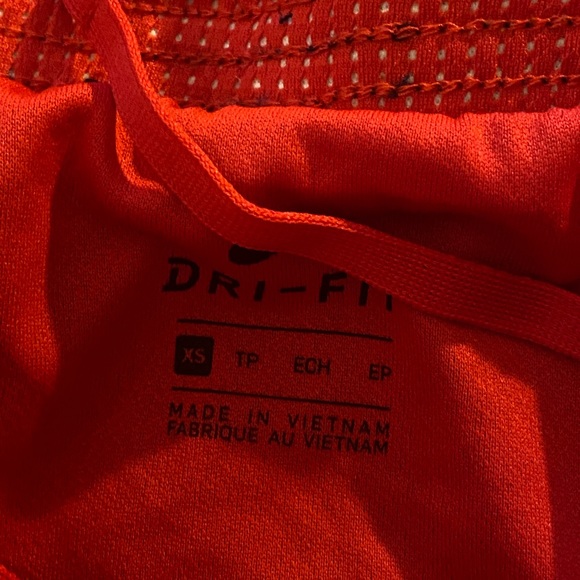 DRI-FIT
XS TP ECH EP
MADE IN VIETNAM
FABRIQUE AU VIETNAM